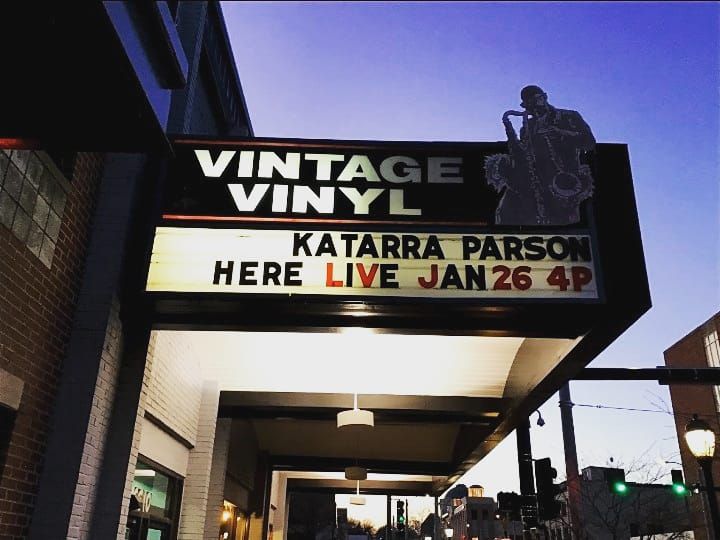 VINTAGE
VINYL
KATARRA PARSON
HERE LIVE JAN 26 4P